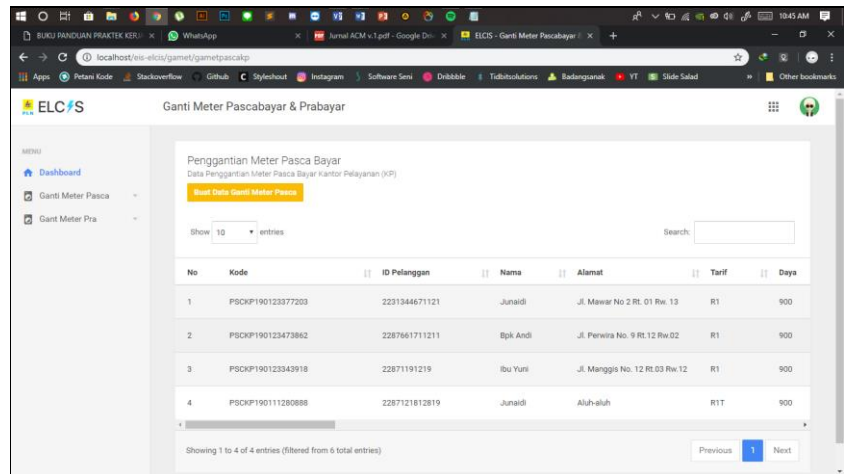 10:45 AM
BUKU PANDUAN PRAKTEK KERJ
WhatsApp
Jurnal ACM v.1.pdf - Google Driv
ELCIS - Ganti Meter Pascabayar
localhost/eis-elcis/gamet/gametpascakp
Apps Petani Kode Stackoverflow Github Styleshout Instagram Software Seni Dribbble Tidbitsolutions Badangsanak YT Slide Salad Other bookmarks
PLN ELC S Ganti Meter Pascabayar & Prabayar
MENU
Dashboard
Ganti Meter Pasca
Gant Meter Pra
Penggantian Meter Pasca Bayar
Data Penggantian Meter Pasca Bayar Kantor Pelayanan (KP)
Buat Data Ganti Meter Pasca
Show 10 entries Search:
No Kode ID Pelanggan Nama Alamat Tarif Daya
1 PSCKP190123377203 2231344671121 Junaidi Jl. Mawar No 2 Rt. 01 Rw. 13 R1 900
2 PSCKP190123473862 2287661711211 Bpk Andi Jl. Perwira No. 9 Rt.12 Rw.02 R1 900
3 PSCKP190123343918 22871191219 Ibu Yuni Jl. Manggis No. 12 Rt.03 Rw.12 R1 900
4 PSCKP190111280888 2287121812819 Junaidi Aluh-aluh R1T 900
Showing 1 to 4 of 4 entries (filtered from 6 total entries)
Previous 1 Next